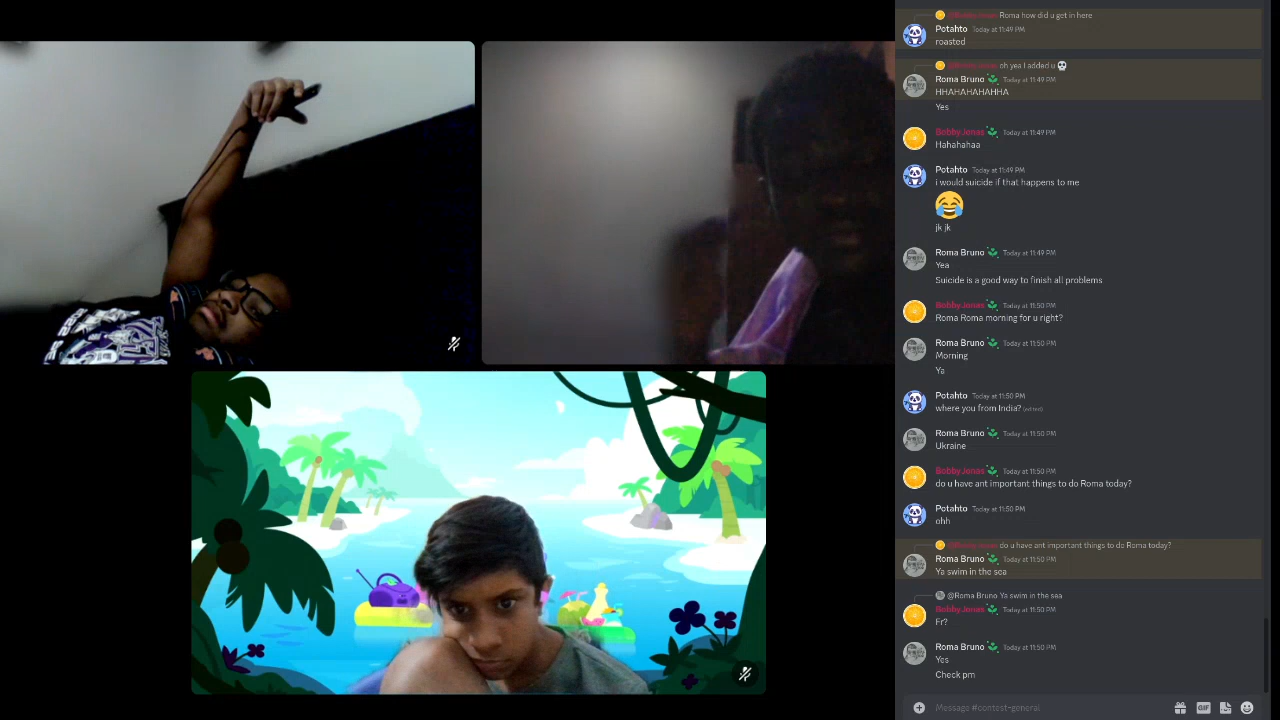 Roma how did u get in here
Potahto Today at 11:49 PM
roasted
oh yea I added u 💀
Roma Bruno Today at 11:49 PM
HHAHAHAHAHHA
Yes
BobbyJonas Today at 11:49 PM
Hahahahaa
Potahto Today at 11:49 PM
i would suicide if that happens to me
😂
jk jk
Roma Bruno Today at 11:49 PM
Yea
Suicide is a good way to finish all problems
BobbyJonas Today at 11:50 PM
Roma Roma morning for u right?
Roma Bruno Today at 11:50 PM
Morning
Ya
Potahto Today at 11:50 PM
where you from India? (edited)
Roma Bruno Today at 11:50 PM
Ukraine
BobbyJonas Today at 11:50 PM
do u have ant important things to do Roma today?
Potahto Today at 11:50 PM
ohh
do u have ant important things to do Roma today?
Roma Bruno Today at 11:50 PM
Ya swim in the sea
@Roma Bruno Ya swim in the sea
BobbyJonas Today at 11:50 PM
Fr?
Roma Bruno Today at 11:50 PM
Yes
Check pm
Message #contest-general
GIF